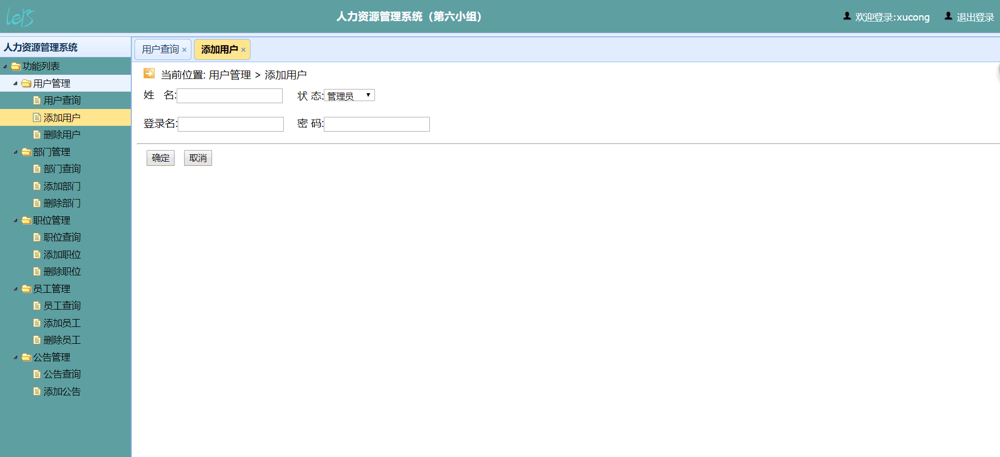 lers
人力资源管理系统（第六小组）
欢迎登录:xucong 退出登录
人力资源管理系统
功能列表
用户管理
用户查询
添加用户
删除用户
部门管理
部门查询
添加部门
删除部门
职位管理
职位查询
添加职位
删除职位
员工管理
员工查询
添加员工
删除员工
公告管理
公告查询
添加公告
用户查询 × 添加用户 ×
当前位置: 用户管理 > 添加用户
姓 名: 状 态: 管理员
登录名: 密 码:
确定 取消